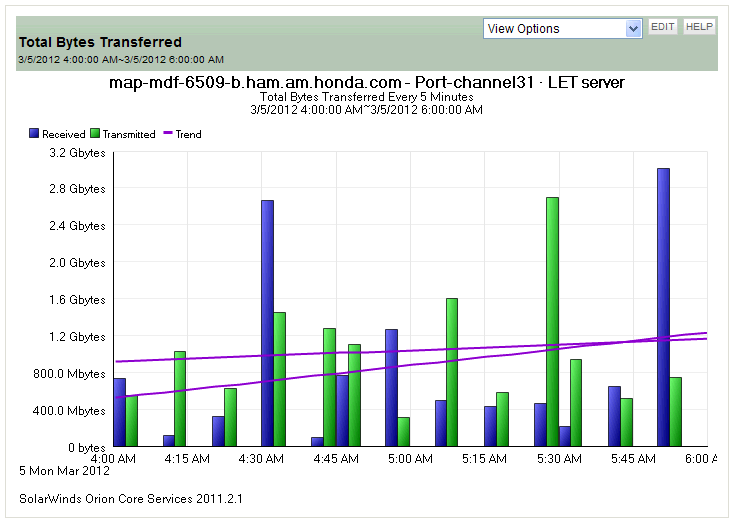 View Options
EDIT
HELP
Total Bytes Transferred
3/5/2012 4:00:00 AM~3/5/2012 6:00:00 AM
map-mdf-6509-b.ham.am.honda.com - Port-channel31 · LET server
Total Bytes Transferred Every 5 Minutes
3/5/2012 4:00:00 AM~3/5/2012 6:00:00 AM
Received Transmitted Trend
3.2 Gbytes
2.8 Gbytes
2.4 Gbytes
2.0 Gbytes
1.6 Gbytes
1.2 Gbytes
800.0 Mbytes
400.0 Mbytes
0 bytes
4:00 AM 4:15 AM 4:30 AM 4:45 AM 5:00 AM 5:15 AM 5:30 AM 5:45 AM 6:00 A
5 Mon Mar 2012
SolarWinds Orion Core Services 2011.2.1